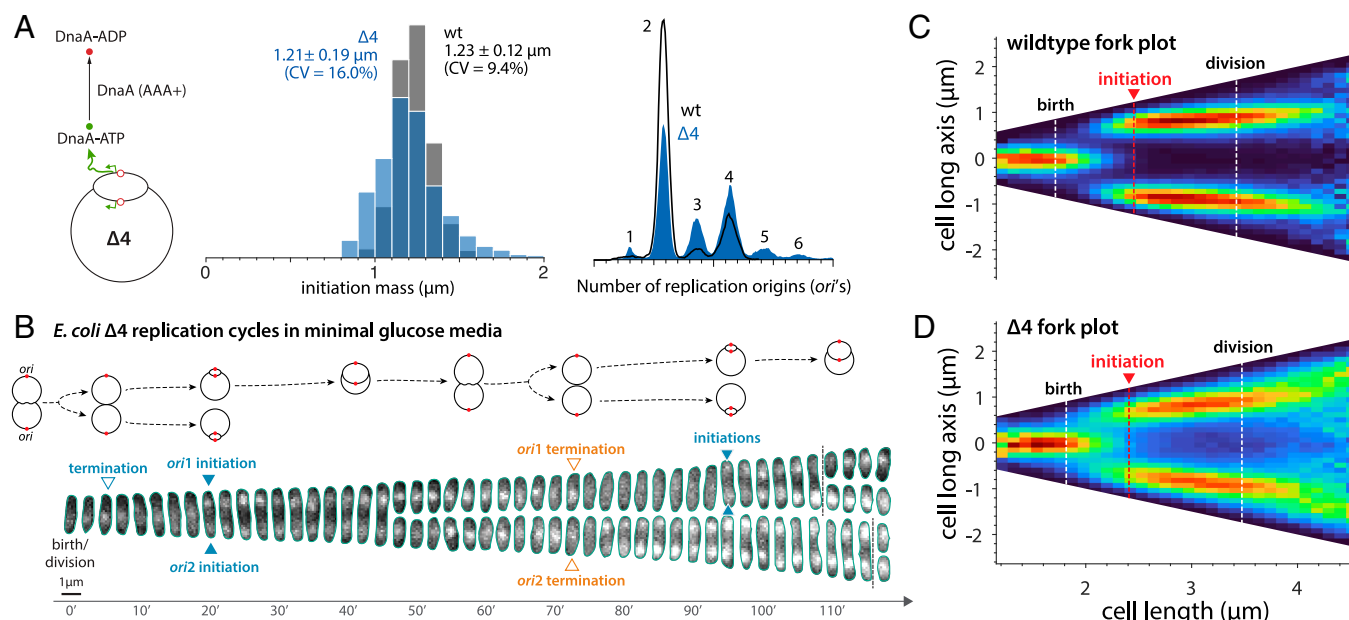 A
DnaA-ADP
DnaA (AAA+)
DnaA-ATP
Δ4
Δ4
1.21± 0.19 µm
(CV = 16.0%)
wt
1.23 ± 0.12 µm
(CV = 9.4%)
0
1
2
initiation mass (µm)
2
wt
Δ4
1
3
4
5
6
Number of replication origins (ori's)
B
E. coli Δ4 replication cycles in minimal glucose media
ori
ori
termination
ori1 initiation
ori1 termination
initiations
birth/
division
ori2 initiation
ori2 termination
1µm
0' 10' 20' 30' 40' 50' 60' 70' 80' 90' 100' 110'
C
wildtype fork plot
initiation
division
birth
cell long axis (µm)
2
1
0
-1
-2
D
Δ4 fork plot
initiation
division
birth
cell long axis (µm)
2
1
0
-1
-2
2
3
4
cell length (µm)